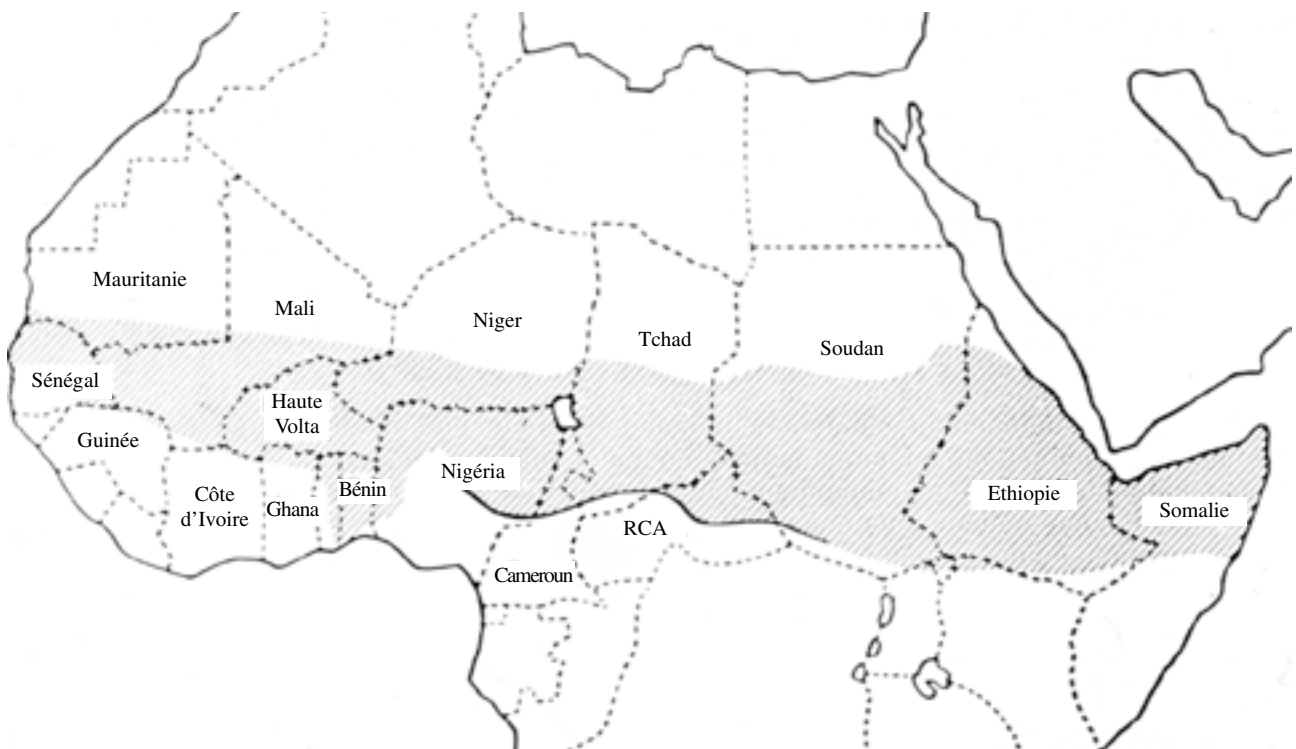 Mauritanie
Mali
Niger
Tchad
Soudan
Sénégal
Haute
Volta
Guinée
Nigéria
Bénin
Côte
d’Ivoire
Ghana
Ethiopie
Somalie
RCA
Cameroun